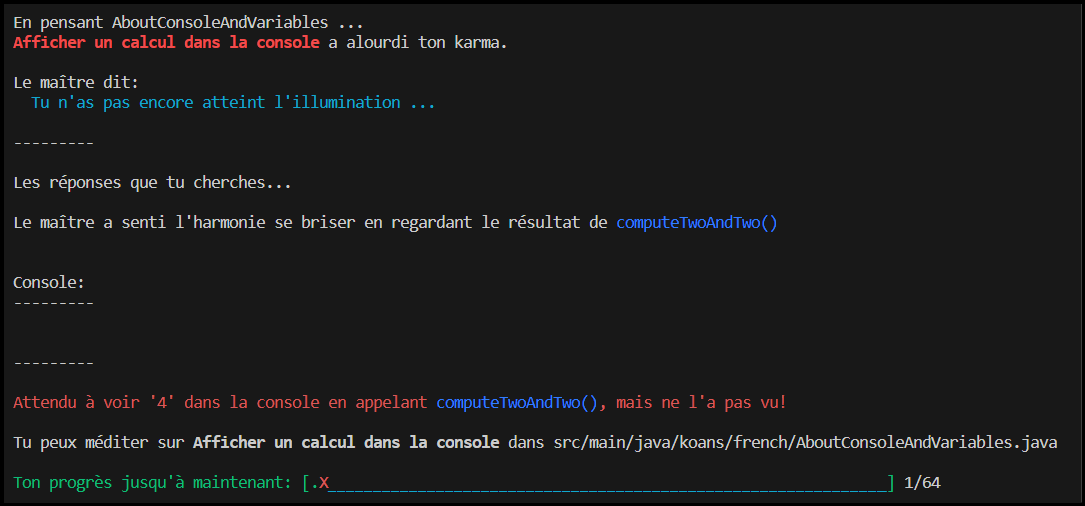 En pensant AboutConsoleAndVariables ...
Afficher un calcul dans la console a alourdi ton karma.
Le maître dit:
Tu n'as pas encore atteint l'illumination ...
---------
Les réponses que tu cherches...
Le maître a senti l'harmonie se briser en regardant le résultat de computeTwoAndTwo()
Console:
---------
---------
Attendu à voir '4' dans la console en appelant computeTwoAndTwo(), mais ne l'a pas vu!
Tu peux méditer sur Afficher un calcul dans la console dans src/main/java/koans/french/AboutConsoleAndVariables.java
Ton progrès jusqu'à maintenant: [.X______________________________________________________________] 1/64